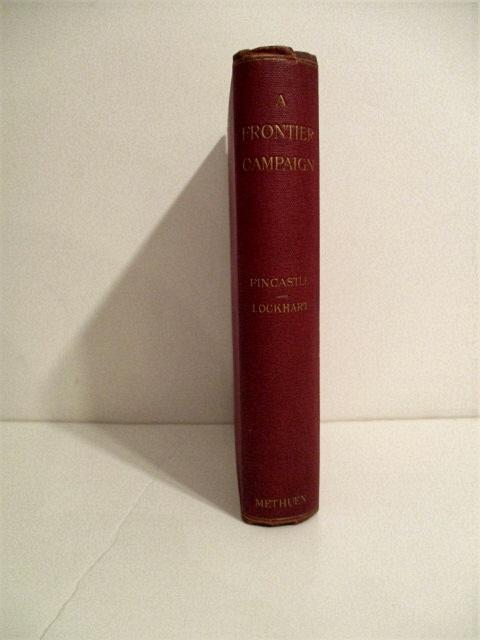 A
FRONTIER
CAMPAIGN
FINCASTLE
LOCKHART
METHUEN